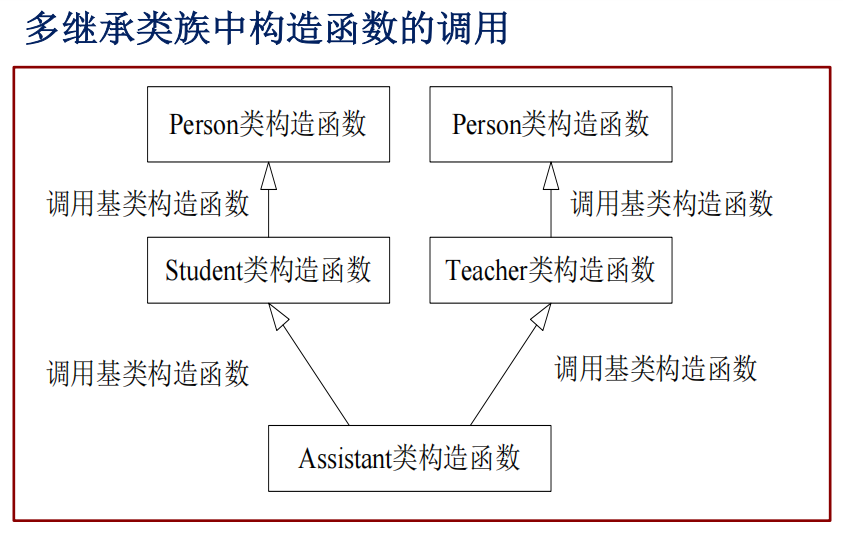 多继承类族中构造函数的调用
Person类构造函数
Person类构造函数
调用基类构造函数
调用基类构造函数
Student类构造函数
Teacher类构造函数
调用基类构造函数
调用基类构造函数
Assistant类构造函数